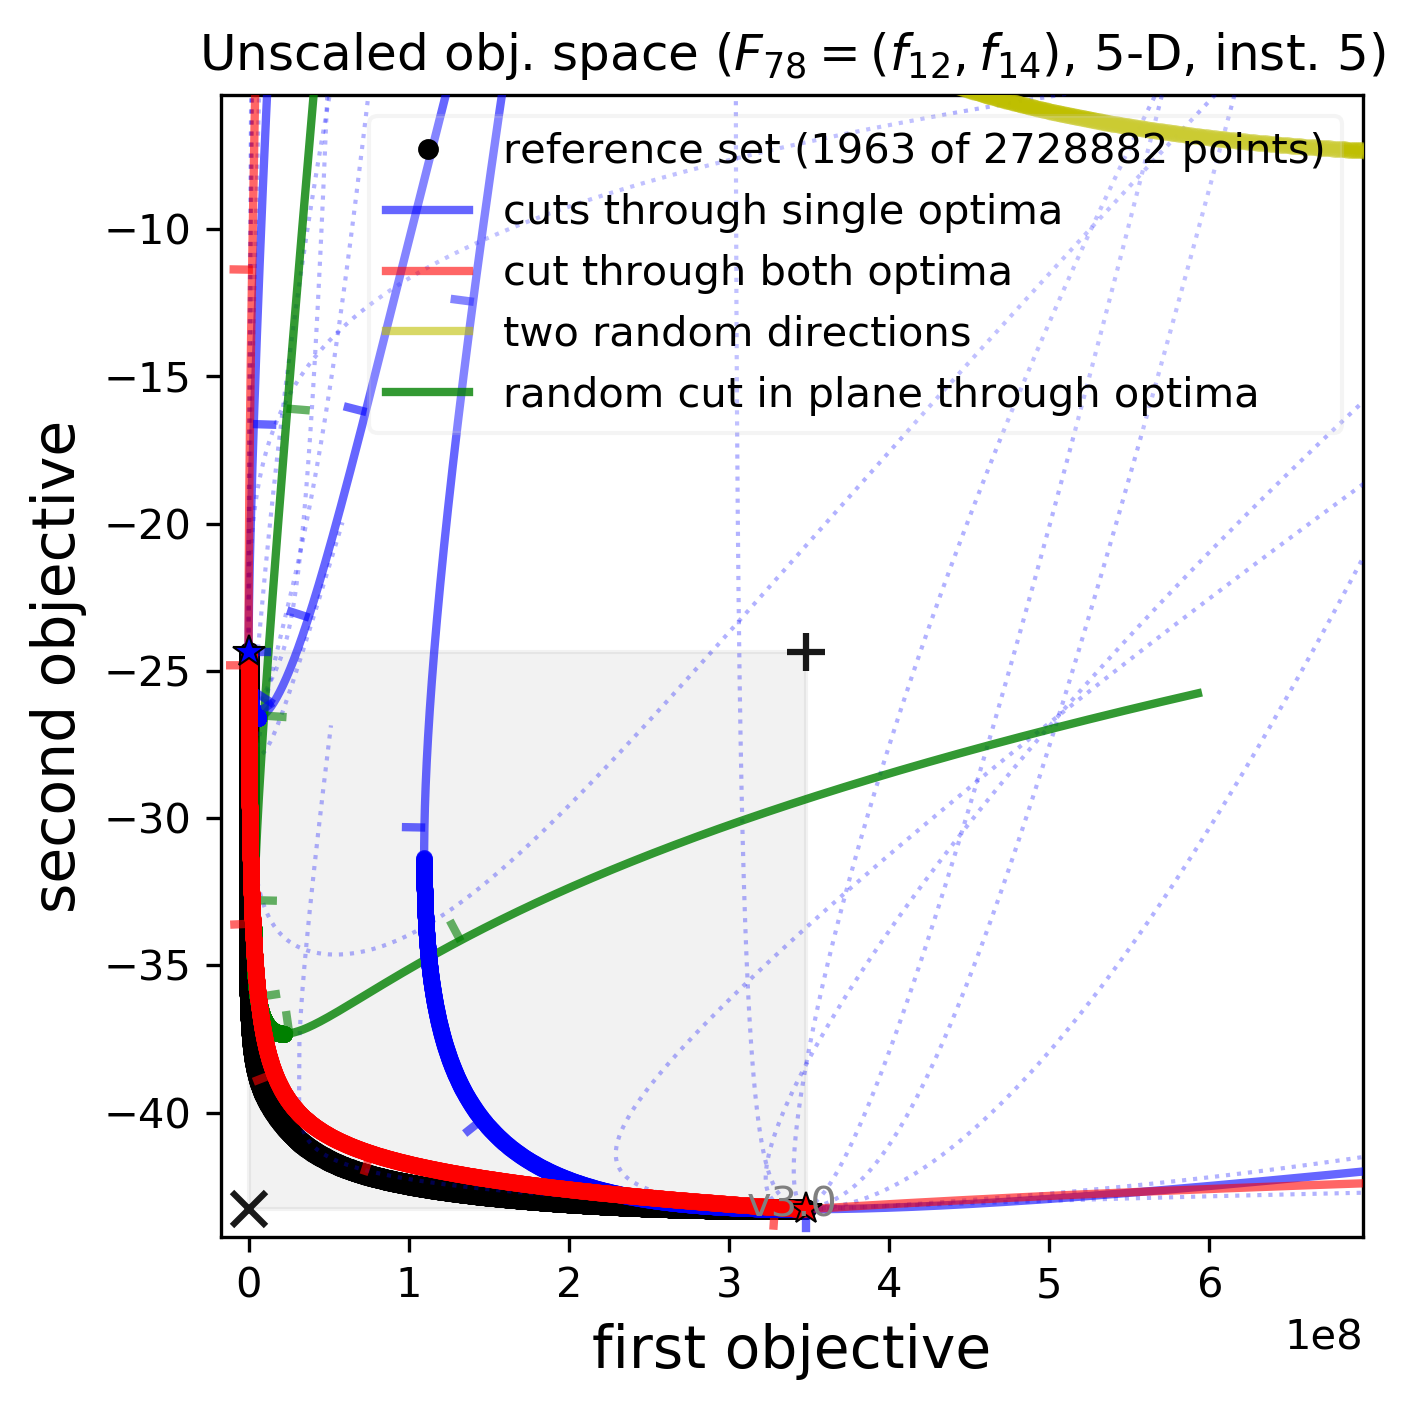 Unscaled obj. space (F78 = (f12, f14), 5-D, inst. 5)
reference set (1963 of 2728882 points)
cuts through single optima
cut through both optima
two random directions
random cut in plane through optima
second objective
−10
−15
−20
−25
−30
−35
−40
v3.0
0 1 2 3 4 5 6
1e8
first objective